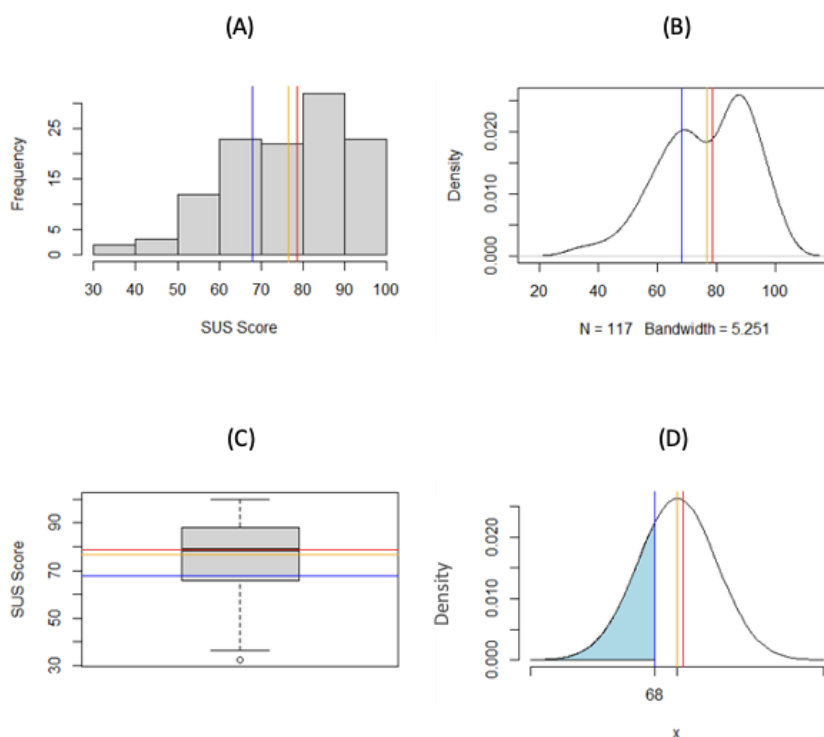 (A)
(B)
Frequency
25
15
5
0
30 40 50 60 70 80 90 100
SUS Score
Density
0.020
0.010
0.000
20 40 60 80 100
N = 117 Bandwidth = 5.251
(C)
(D)
SUS Score
90
70
50
30
Density
0.020
0.010
0.000
68
x